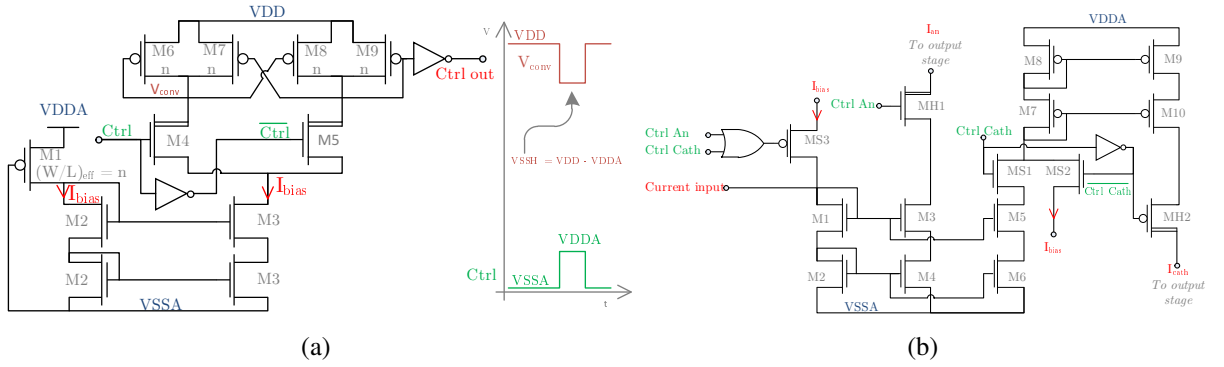 VDD
M6
M7
M8
M9
n
n
n
n
V_conv
Ctrl out
VDDA
Ctrl
M4
Ctrl
M5
M1
(W/L)_eff = n
I_bias
I_bias
M2
M3
M2
M3
VSSA
V
VDD
V_conv
VSSH = VDD - VDDA
VDDA
Ctrl
VSSA
t
(a)
I_an
To output
stage
VDDA
M8
M9
I_bias
Ctrl An
MH1
M7
M10
Ctrl An
Ctrl Cath
MS3
Ctrl Cath
MS1
MS2
Ctrl Cath
Current input
M1
M3
M5
MH2
I_bias
M2
M4
M6
I_cath
To output
stage
VSSA
(b)